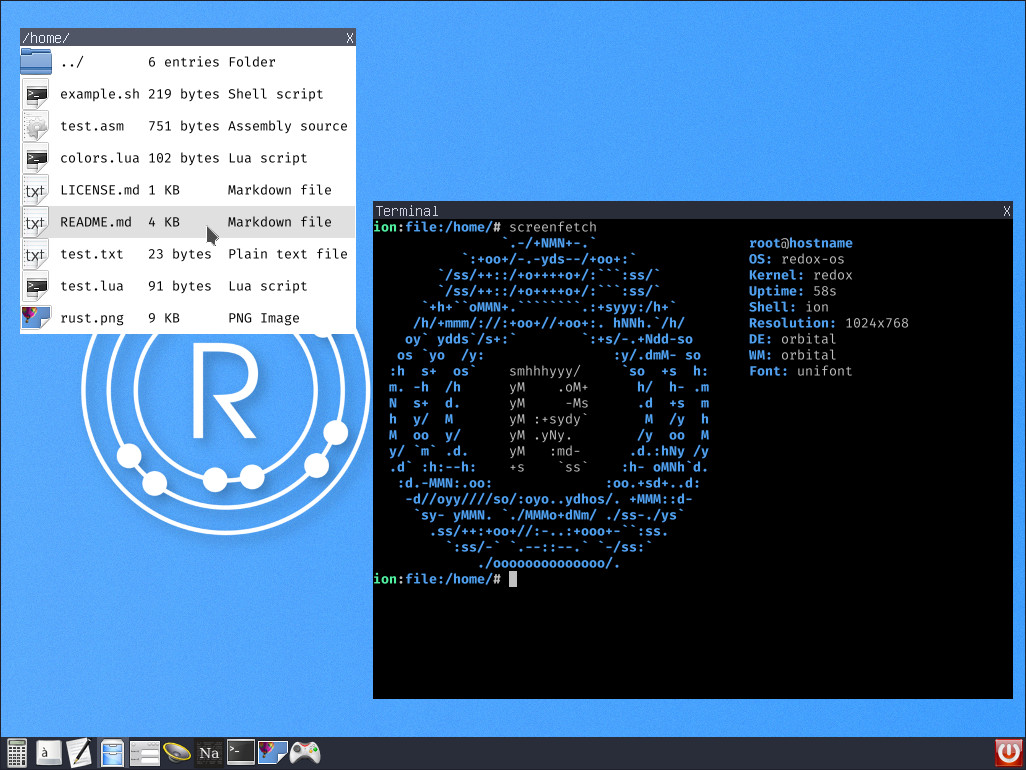 /home/ X
../ 6 entries Folder
example.sh 219 bytes Shell script
test.asm 751 bytes Assembly source
colors.lua 102 bytes Lua script
LICENSE.md 1 KB Markdown file
README.md 4 KB Markdown file
test.txt 23 bytes Plain text file
test.lua 91 bytes Lua script
rust.png 9 KB PNG Image
R
Terminal X
ion:file:/home/# screenfetch
root@hostname
OS: redox-os
Kernel: redox
Uptime: 58s
Shell: ion
Resolution: 1024x768
DE: orbital
WM: orbital
Font: unifont
ion:file:/home/#
à Na